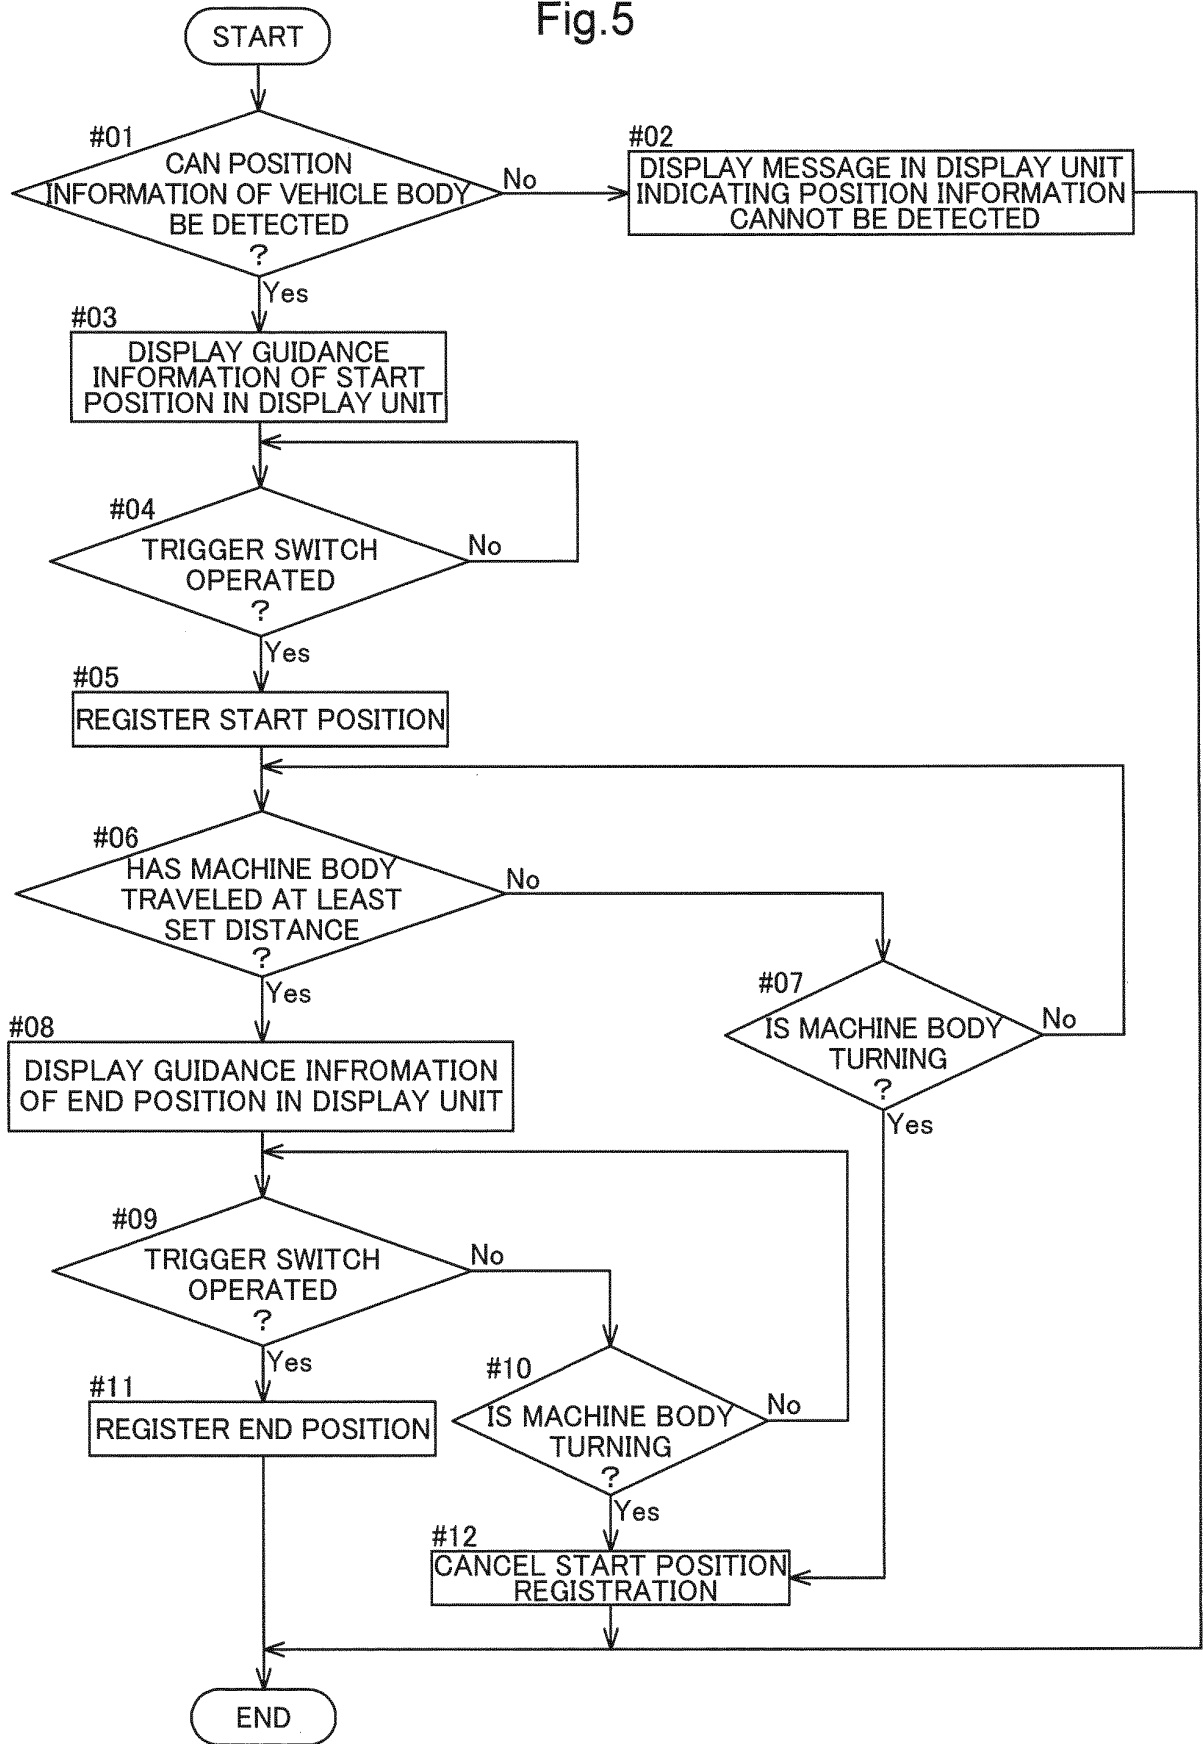 Fig.5
START
#01
CAN POSITION
INFORMATION OF VEHICLE BODY
BE DETECTED
?
No
#02
DISPLAY MESSAGE IN DISPLAY UNIT
INDICATING POSITION INFORMATION
CANNOT BE DETECTED
Yes
#03
DISPLAY GUIDANCE
INFORMATION OF START
POSITION IN DISPLAY UNIT
#04
TRIGGER SWITCH
OPERATED
?
No
Yes
#05
REGISTER START POSITION
#06
HAS MACHINE BODY
TRAVELED AT LEAST
SET DISTANCE
?
No
Yes
#07
IS MACHINE BODY
TURNING
?
No
Yes
#08
DISPLAY GUIDANCE INFROMATION
OF END POSITION IN DISPLAY UNIT
#09
TRIGGER SWITCH
OPERATED
?
No
Yes
#10
IS MACHINE BODY
TURNING
?
No
Yes
#11
REGISTER END POSITION
#12
CANCEL START POSITION
REGISTRATION
END